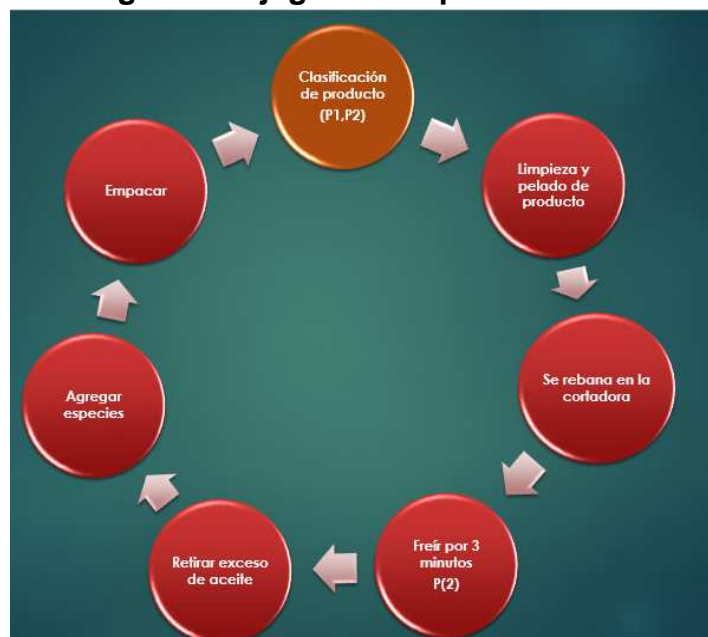 Clasificación
de producto
(P1,P2)
Limpieza y
pelado de
producto
Se rebana en la
cortadora
Freír por 3
minutos
P(2)
Retirar exceso
de aceite
Agregar
especies
Empacar